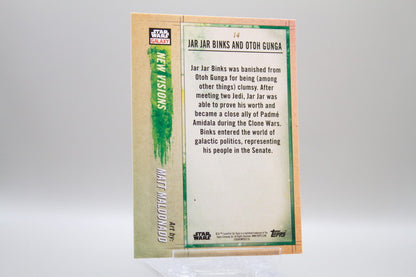 14
JAR JAR BINKS AND OTOH GUNGA
Jar Jar Binks was banished from
Otoh Gunga for being (among
other things) clumsy. After
meeting two Jedi, Jar Jar was
able to prove his worth and
became a close ally of Padmé
Amidala during the Clone Wars.
Binks entered the world of
galactic politics, representing
his people in the Senate.
STAR
WARS
GALAXY
NEW VISIONS
Art by:
MATT MALDONADO
STAR
WARS
Topps